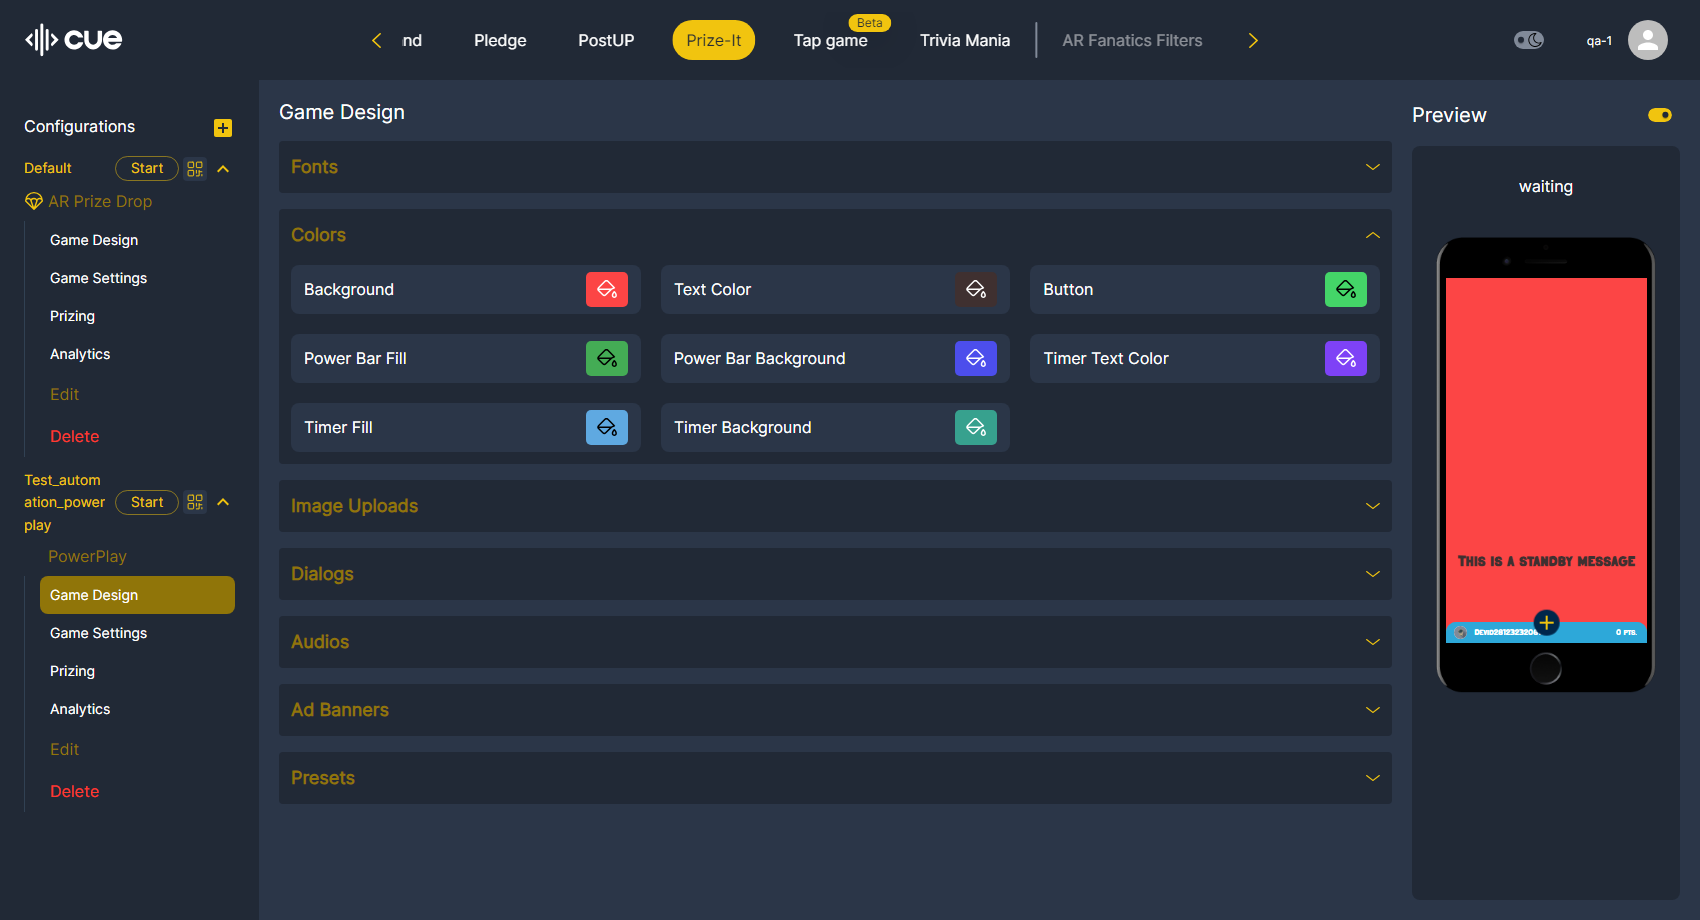 cue
nd
Pledge
PostUP
Prize-It
Beta
Tap game
Trivia Mania
AR Fanatics Filters
qa-1
Configurations
Default
Start
AR Prize Drop
Game Design
Game Settings
Prizing
Analytics
Edit
Delete
Test_autom
ation_power
play
Start
PowerPlay
Game Design
Game Settings
Prizing
Analytics
Edit
Delete
Game Design
Fonts
Colors
Background
Text Color
Button
Power Bar Fill
Power Bar Background
Timer Text Color
Timer Fill
Timer Background
Image Uploads
Dialogs
Audios
Ad Banners
Presets
Preview
waiting
This is a standby message
0 pts.